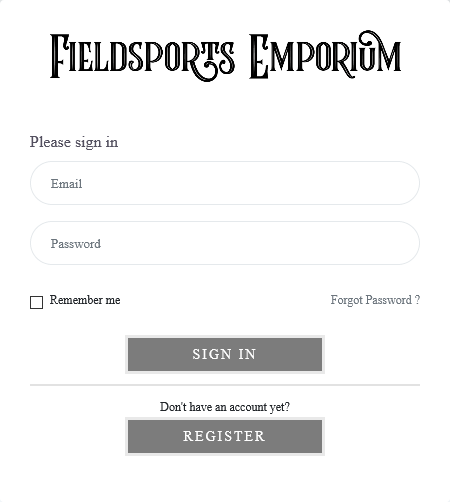 Fieldsports Emporium
Please sign in
Email
Password
Remember me
Forgot Password ?
SIGN IN
Don't have an account yet?
REGISTER